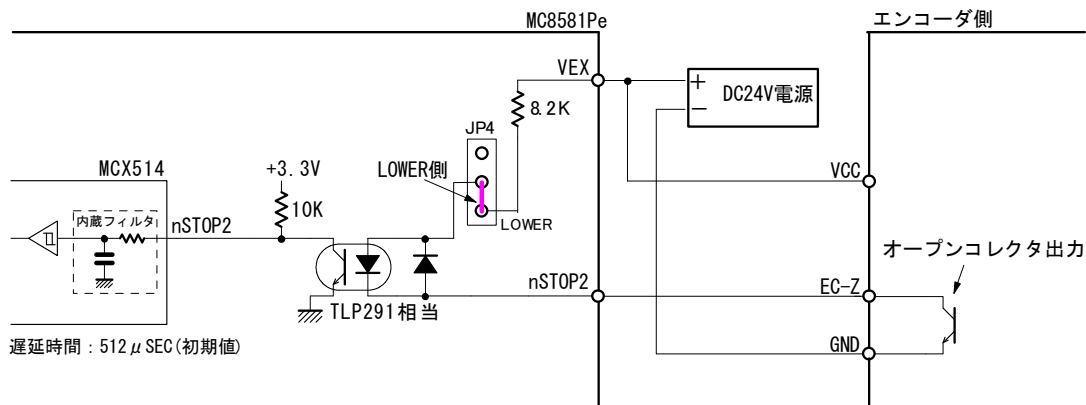 MC8581Pe
エンコーダ側
VEX
+
−
DC24V電源
8.2K
JP4
MCX514
+3.3V
LOWER側
VCC
内蔵フィルタ
nSTOP2
10K
LOWER
オープンコレクタ出力
nSTOP2
EC-Z
TLP291相当
GND
遅延時間：512μSEC(初期値)